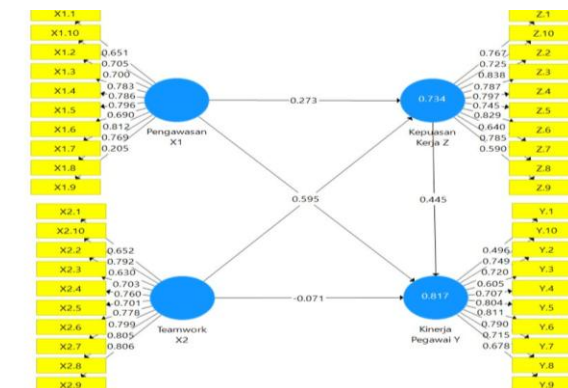 X1.1
X1.10
X1.2
X1.3
X1.4
X1.5
X1.6
X1.7
X1.8
X1.9
0.651
0.705
0.700
0.783
0.786
0.796
0.690
0.812
0.769
0.205
Pengawasan
X1
0.273
0.734
Kepuasan
Kerja Z
0.767
0.725
0.838
0.787
0.797
0.745
0.829
0.640
0.785
0.590
Z.1
Z.10
Z.2
Z.3
Z.4
Z.5
Z.6
Z.7
Z.8
Z.9
0.595
0.445
X2.1
X2.10
X2.2
X2.3
X2.4
X2.5
X2.6
X2.7
X2.8
X2.9
0.652
0.792
0.630
0.703
0.760
0.701
0.778
0.799
0.805
0.806
Teamwork
X2
-0.071
0.817
Kinerja
Pegawai Y
0.496
0.749
0.720
0.605
0.707
0.804
0.811
0.790
0.715
0.678
Y.1
Y.10
Y.2
Y.3
Y.4
Y.5
Y.6
Y.7
Y.8
Y.9